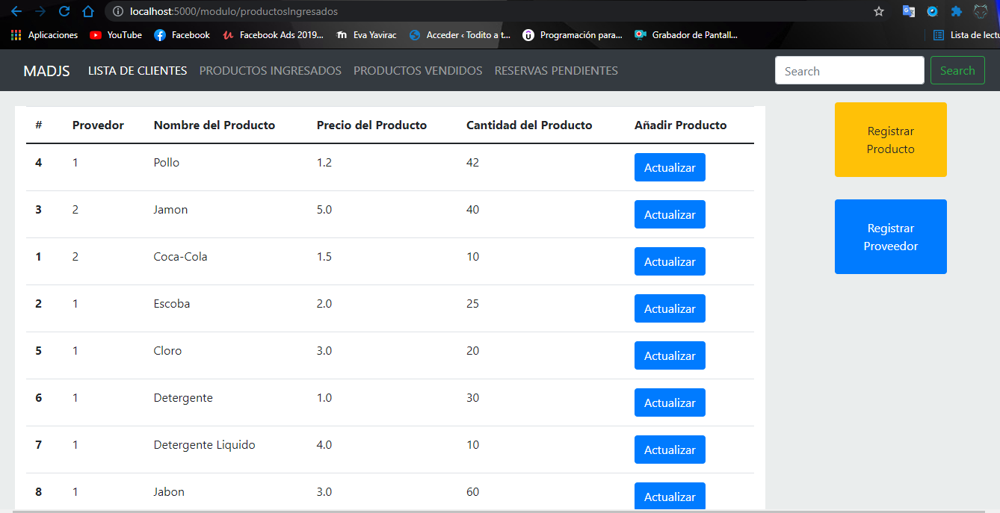 localhost:5000/modulo/productosIngresados
Aplicaciones YouTube Facebook Facebook Ads 2019... Eva Yavirac Acceder ‹ Todito a t... Programación para... Grabador de Pantall... Lista de lectu
MADJS LISTA DE CLIENTES PRODUCTOS INGRESADOS PRODUCTOS VENDIDOS RESERVAS PENDIENTES Search Search
# Provedor Nombre del Producto Precio del Producto Cantidad del Producto Añadir Producto
4 1 Pollo 1.2 42 Actualizar
3 2 Jamon 5.0 40 Actualizar
1 2 Coca-Cola 1.5 10 Actualizar
2 1 Escoba 2.0 25 Actualizar
5 1 Cloro 3.0 20 Actualizar
6 1 Detergente 1.0 30 Actualizar
7 1 Detergente Liquido 4.0 10 Actualizar
8 1 Jabon 3.0 60 Actualizar
Registrar
Producto
Registrar
Proveedor